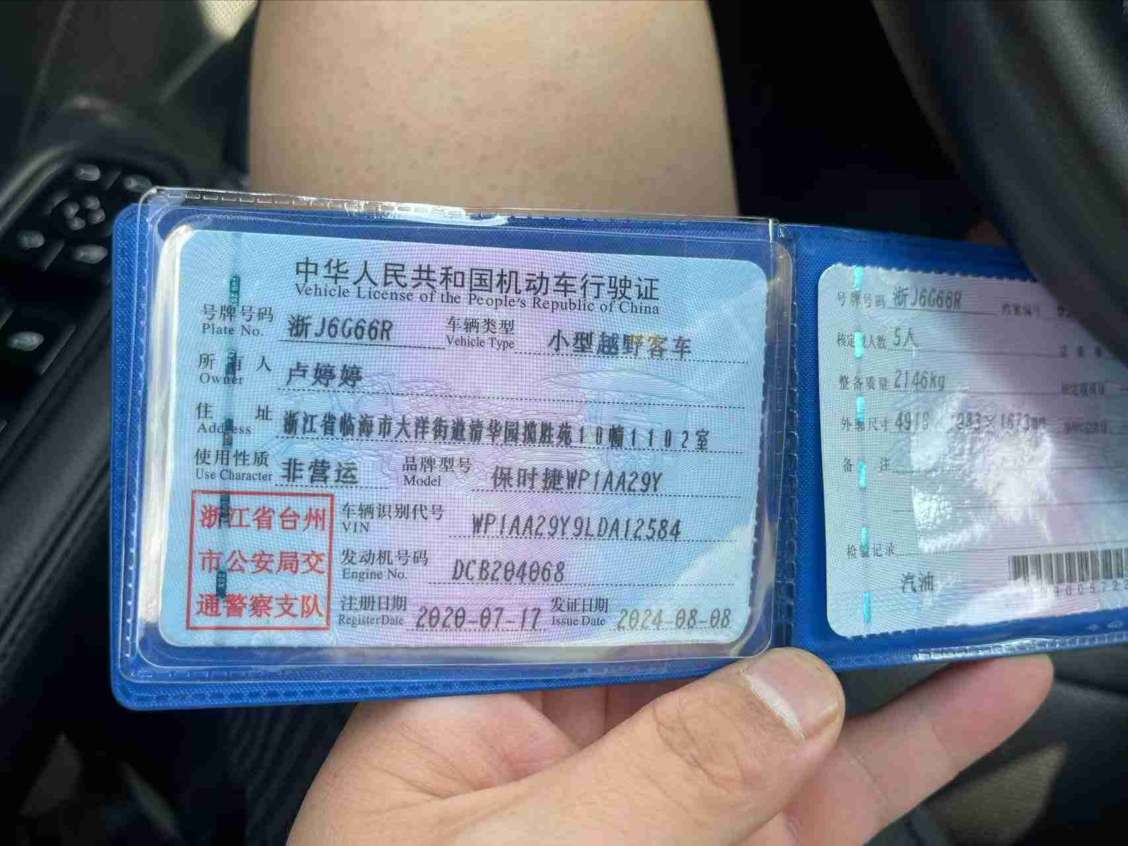 中华人民共和国机动车行驶证
Vehicle License of the People's Republic of China
号牌号码 浙J6G66R 车辆类型 小型越野客车
Plate No. Vehicle Type
所有人 卢婷婷
Owner
住址 浙江省临海市大洋街道清华园揽胜苑10幢1102室
Address
使用性质 非营运 品牌型号 保时捷WP1AA29Y
Use Character Model
浙江省台州
市公安局交
通警察支队
车辆识别代号 WP1AA29Y9LDA12584
VIN
发动机号码 DCB204068
Engine No.
注册日期 2020-07-17 发证日期 2024-08-08
Register Date Issue Date
号牌号码 浙J6G66R 档案编号
核定 人数 5人
整备质量 2146kg
外 尺寸
备注
检验记录
汽油